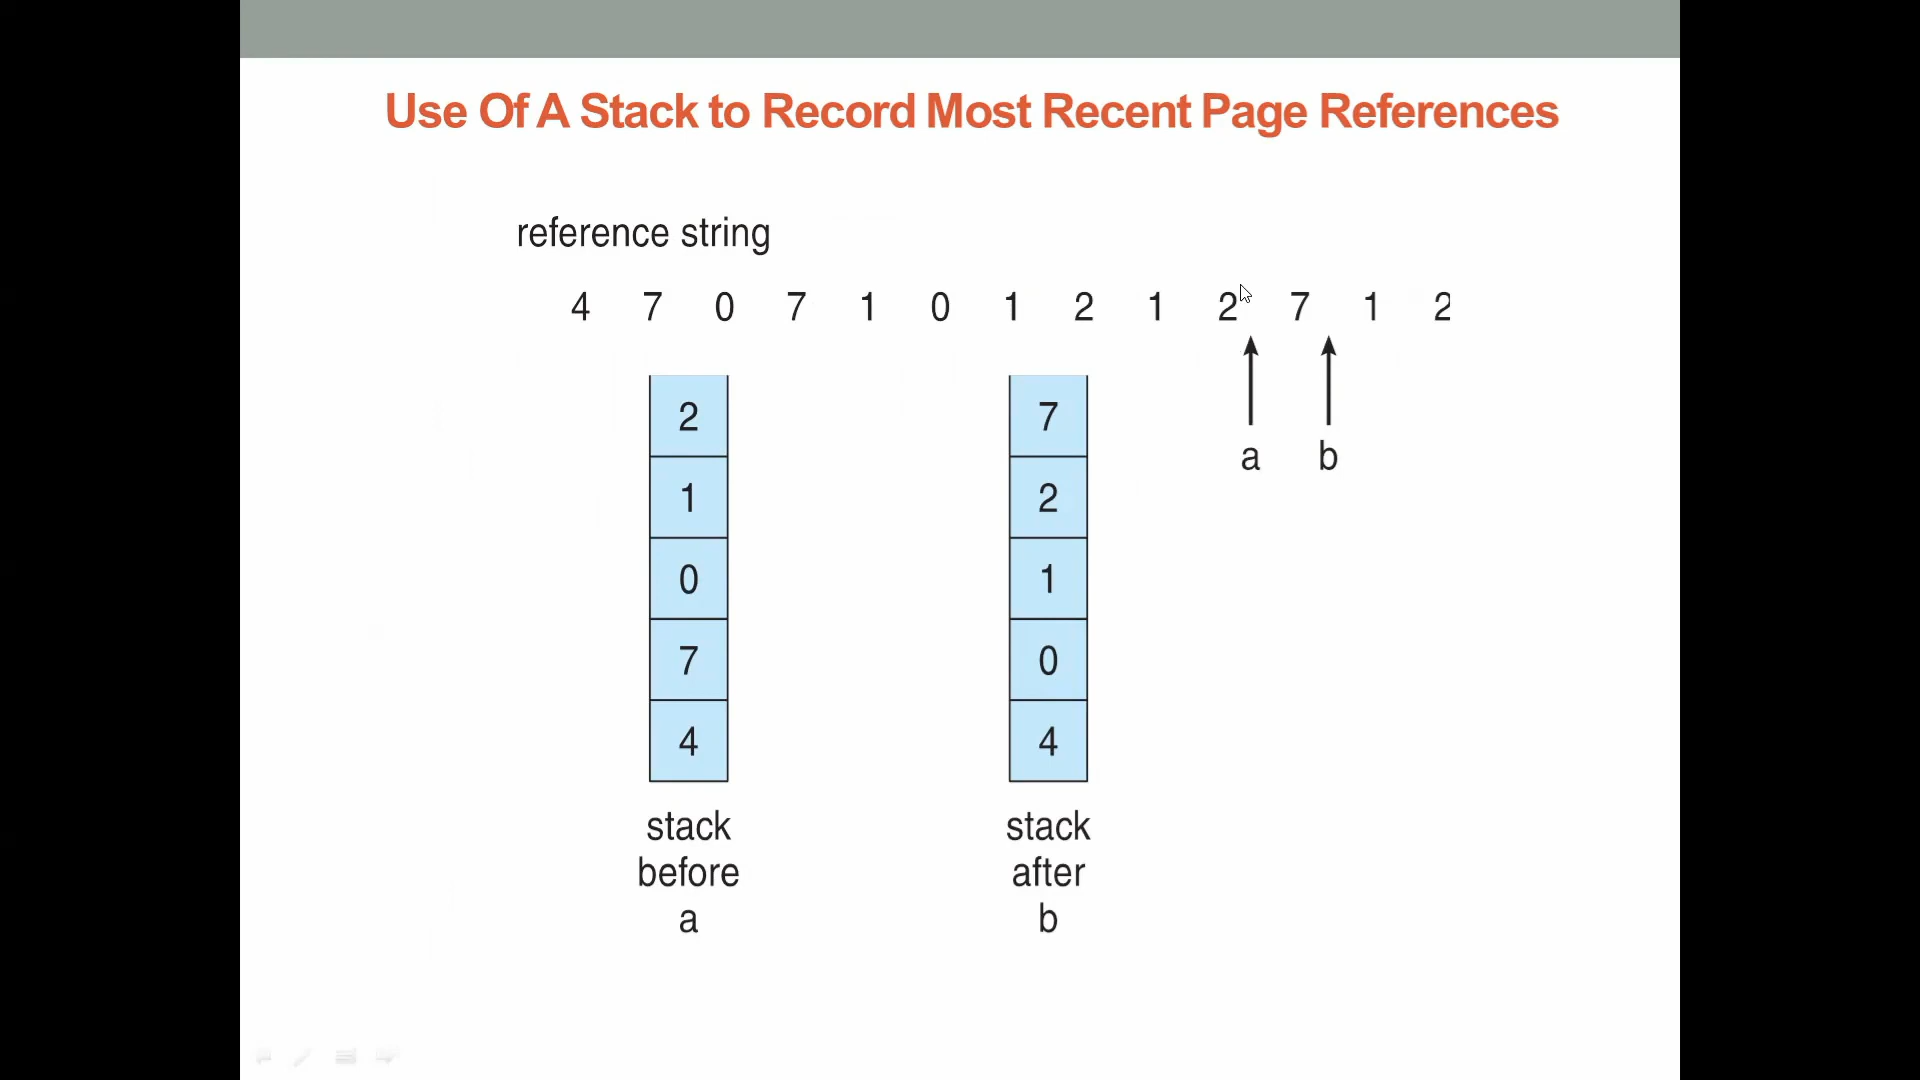 Use Of A Stack to Record Most Recent Page References
reference string
4 7 0 7 1 0 1 2 1 2 7 1 2
a b
2
1
0
7
4
stack
before
a
7
2
1
0
4
stack
after
b